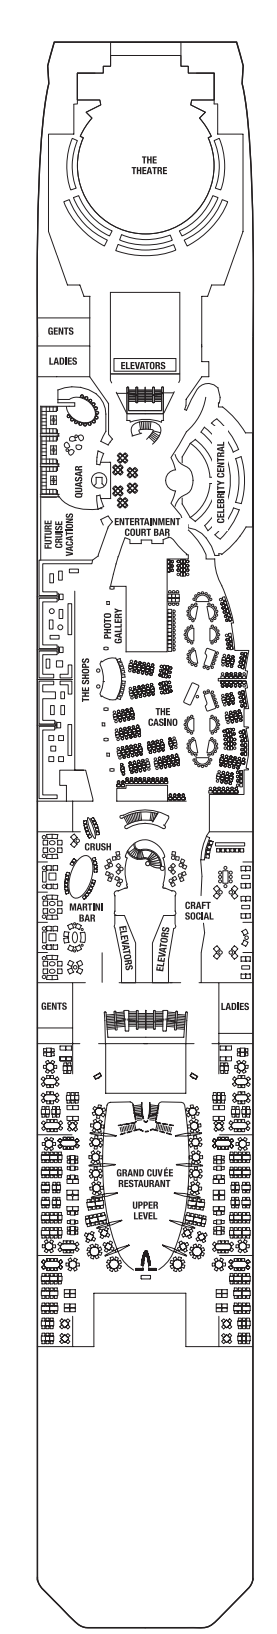 THE
THEATRE
GENTS
LADIES
ELEVATORS
QUASAR
CELEBRITY CENTRAL
FUTURE
CRUISE
VACATIONS
ENTERTAINMENT
COURT BAR
PHOTO
GALLERY
THE SHOPS
THE
CASINO
CRUSH
MARTINI
BAR
CRAFT
SOCIAL
ELEVATORS
ELEVATORS
GENTS
LADIES
GRAND CUVÉE
RESTAURANT
UPPER
LEVEL